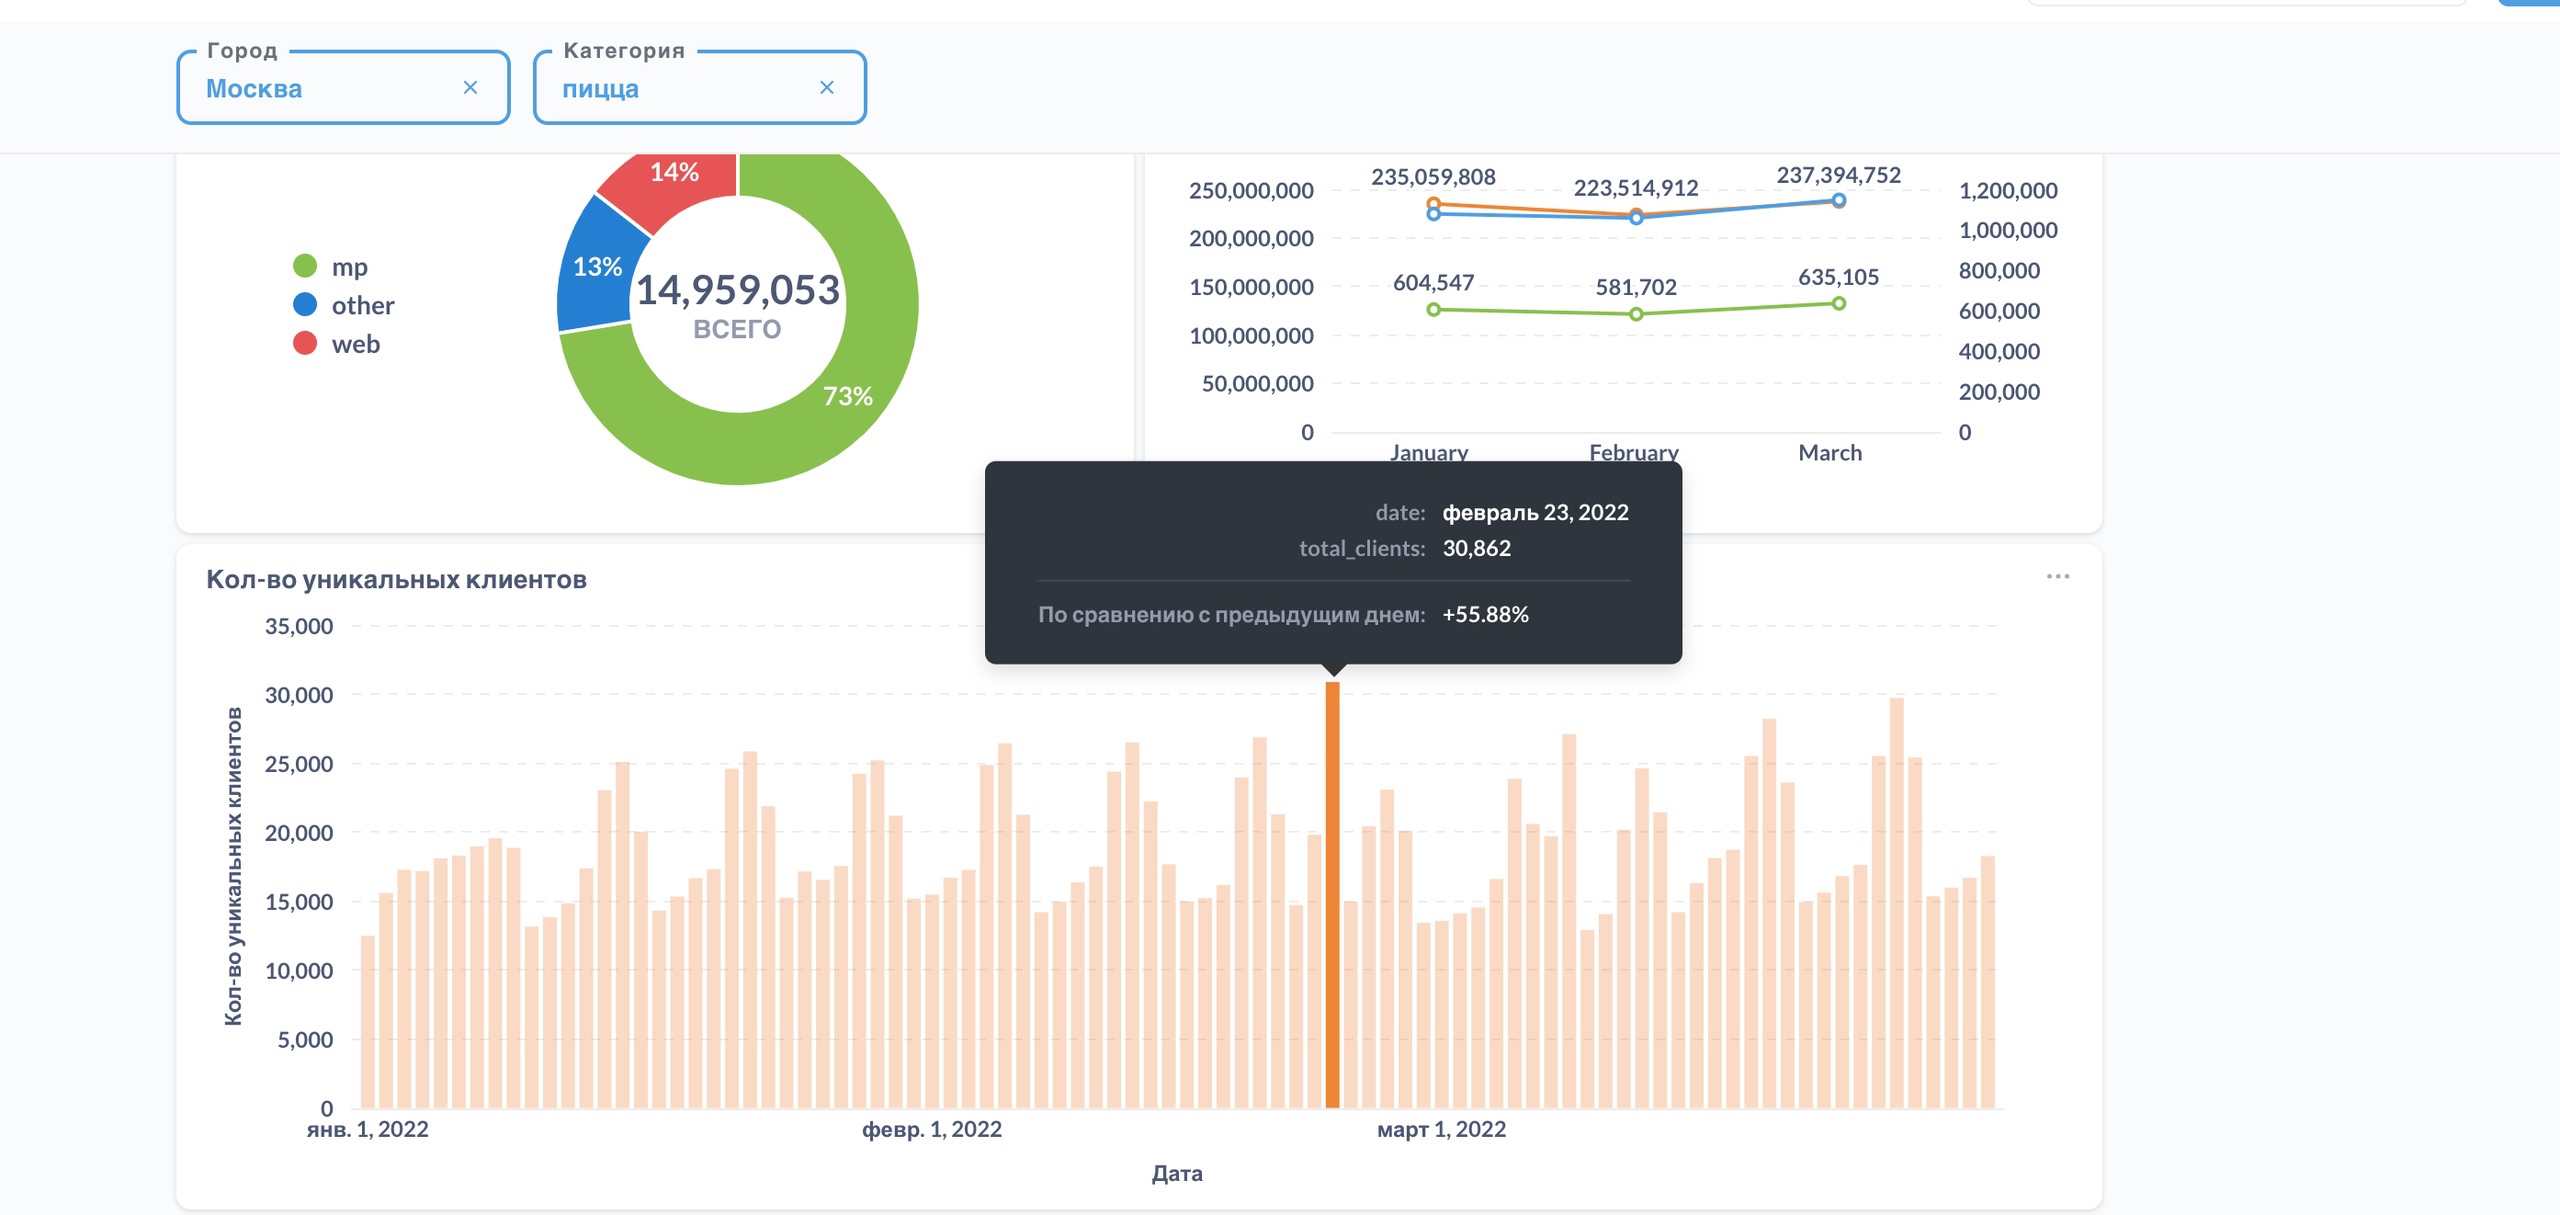 Город
Москва
Категория
пицца
mp
other
web
14%
13%
73%
14,959,053
ВСЕГО
250,000,000
200,000,000
150,000,000
100,000,000
50,000,000
0
235,059,808
223,514,912
237,394,752
604,547
581,702
635,105
1,200,000
1,000,000
800,000
600,000
400,000
200,000
0
January
February
March
date: февраль 23, 2022
total_clients: 30,862
По сравнению с предыдущим днем: +55.88%
Кол-во уникальных клиентов
Кол-во уникальных клиентов
35,000
30,000
25,000
20,000
15,000
10,000
5,000
0
янв. 1, 2022
февр. 1, 2022
март 1, 2022
Дата